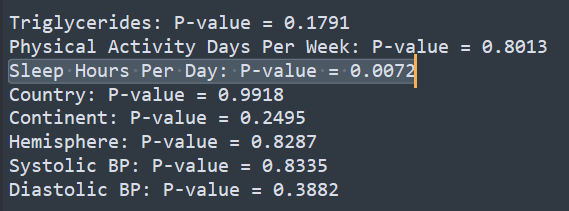 Triglycerides: P-value = 0.1791
Physical Activity Days Per Week: P-value = 0.8013
Sleep Hours Per Day: P-value = 0.0072
Country: P-value = 0.9918
Continent: P-value = 0.2495
Hemisphere: P-value = 0.8287
Systolic BP: P-value = 0.8335
Diastolic BP: P-value = 0.3882